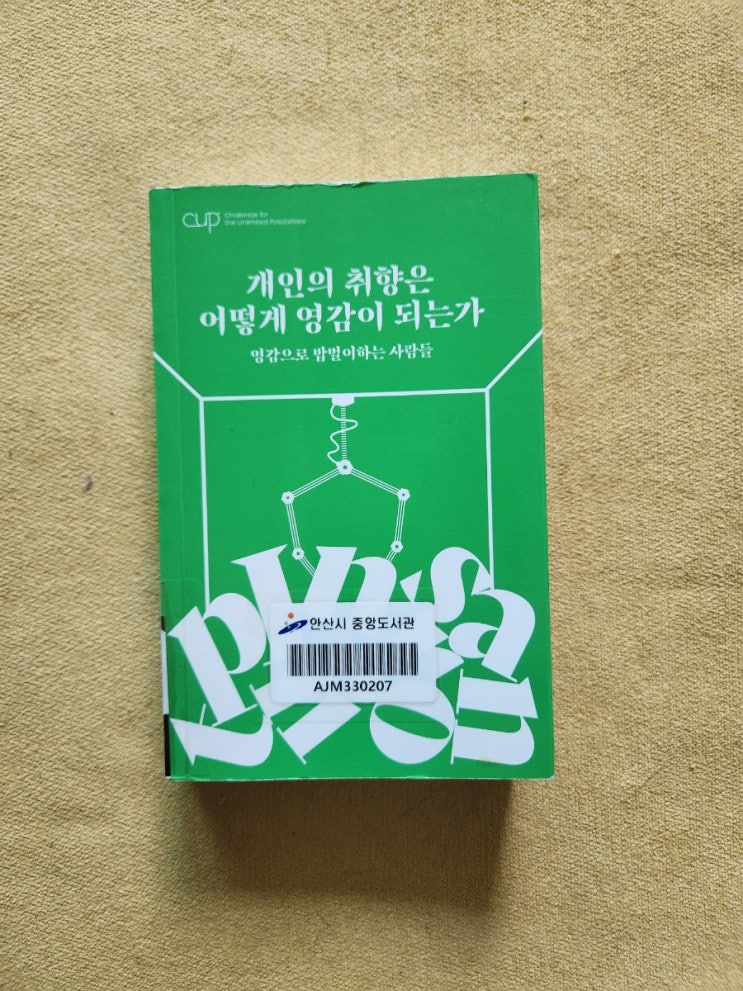 cup
Challenge for
the Unlimited Possibilities!
개인의 취향은
어떻게 영감이 되는가
영감으로 밥벌이하는 사람들
안산시 중앙도서관
AJM330207